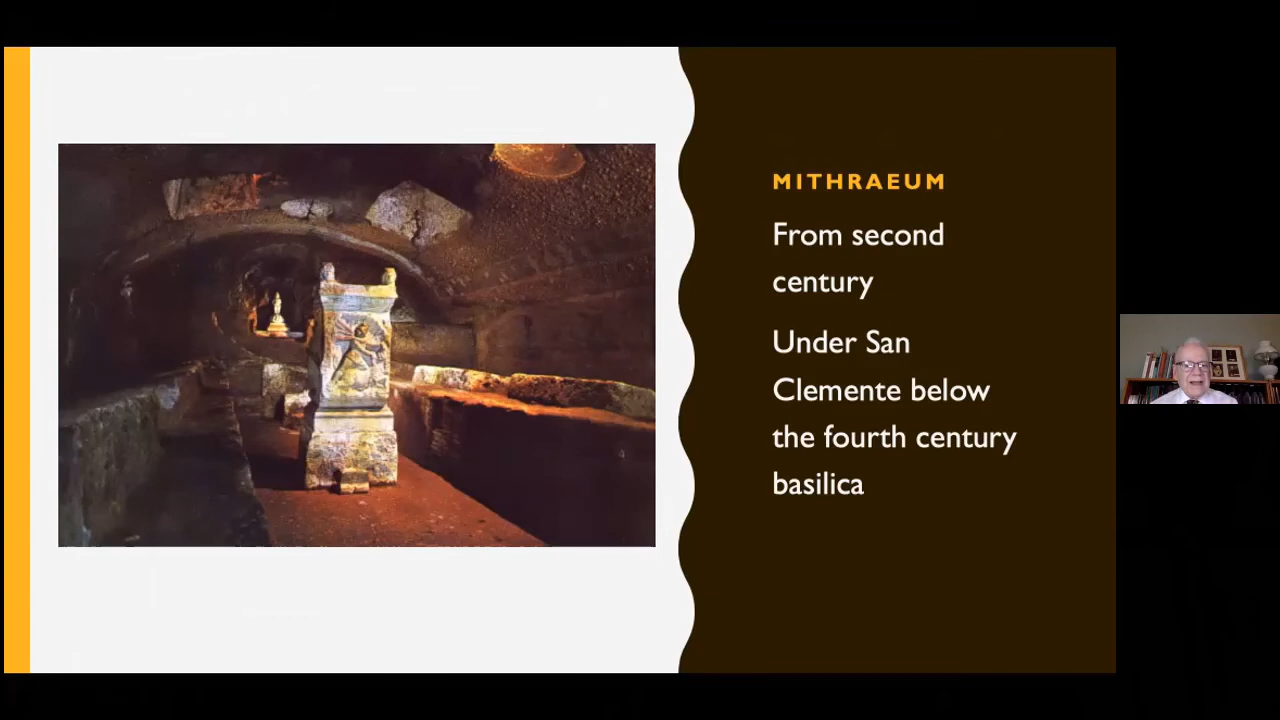 MITHRAEUM
From second
century
Under San
Clemente below
the fourth century
basilica